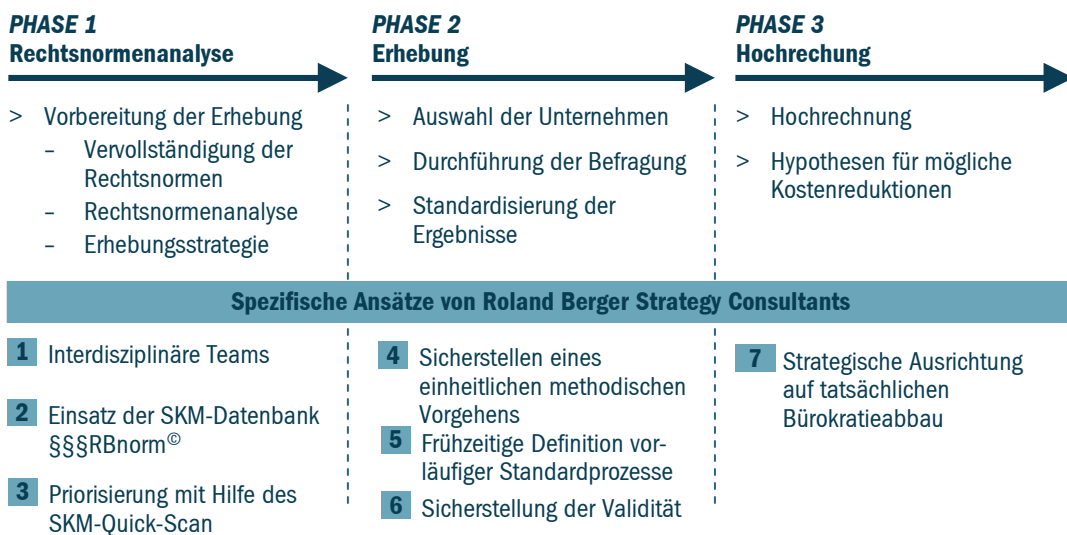 PHASE 1
Rechtsnormenanalyse
> Vorbereitung der Erhebung
– Vervollständigung der
Rechtsnormen
– Rechtsnormenanalyse
– Erhebungsstrategie
PHASE 2
Erhebung
> Auswahl der Unternehmen
> Durchführung der Befragung
> Standardisierung der
Ergebnisse
PHASE 3
Hochrechung
> Hochrechnung
> Hypothesen für mögliche
Kostenreduktionen
Spezifische Ansätze von Roland Berger Strategy Consultants
1 Interdisziplinäre Teams
2 Einsatz der SKM-Datenbank
§§§RBnorm©
3 Priorisierung mit Hilfe des
SKM-Quick-Scan
4 Sicherstellen eines
einheitlichen methodischen
Vorgehens
5 Frühzeitige Definition vor-
läufiger Standardprozesse
6 Sicherstellung der Validität
7 Strategische Ausrichtung
auf tatsächlichen
Bürokratieabbau